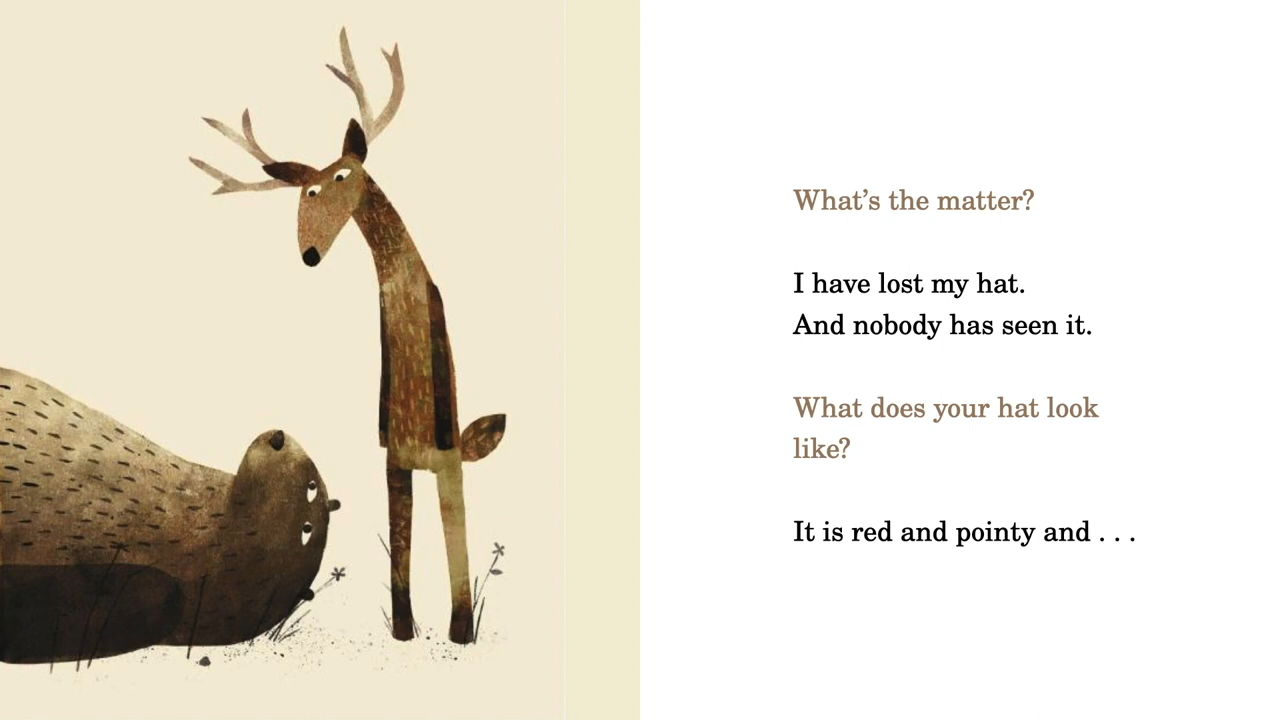 What’s the matter?
I have lost my hat.
And nobody has seen it.
What does your hat look
like?
It is red and pointy and . . .